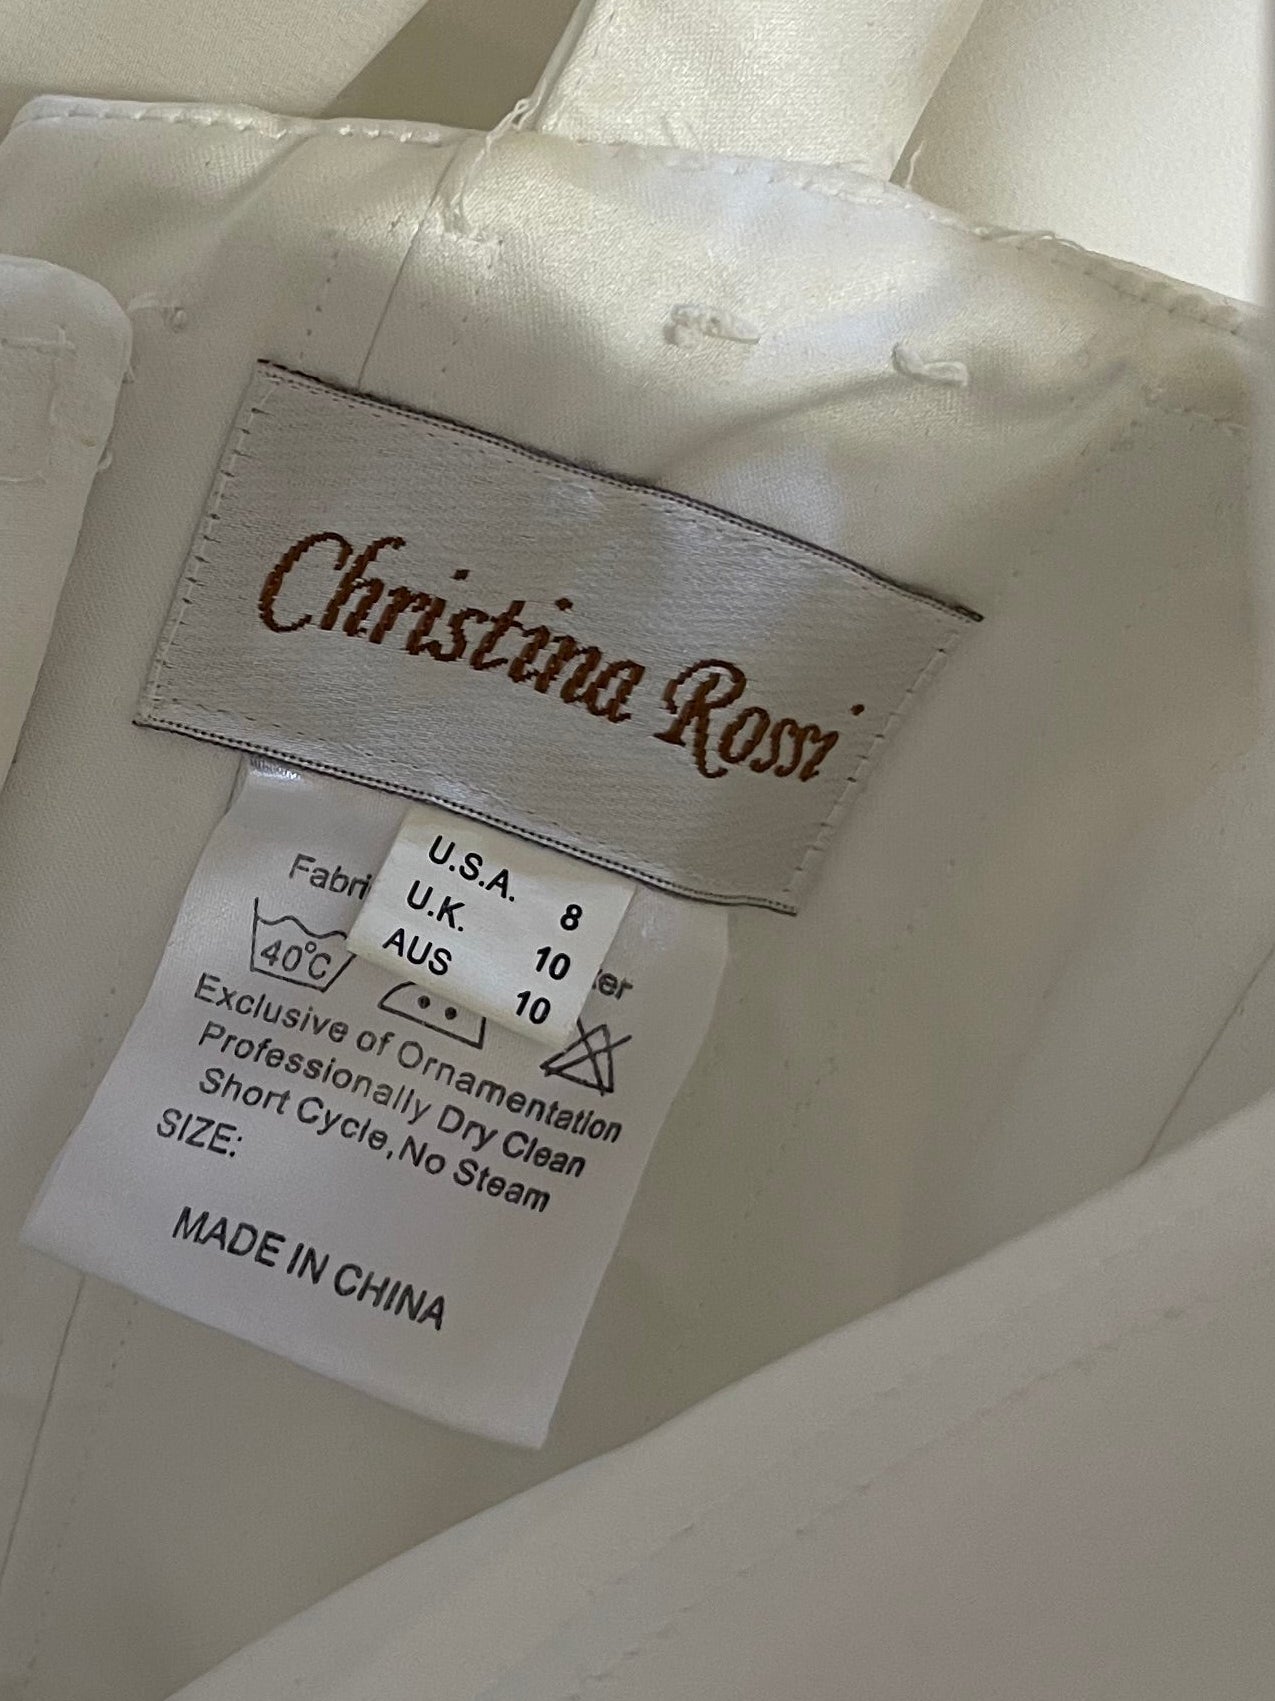 Christina Rossi
U.S.A. 8
U.K. 10
AUS 10
40°C
Exclusive of Ornamentation
Professionally Dry Clean
Short Cycle, No Steam
SIZE:
MADE IN CHINA